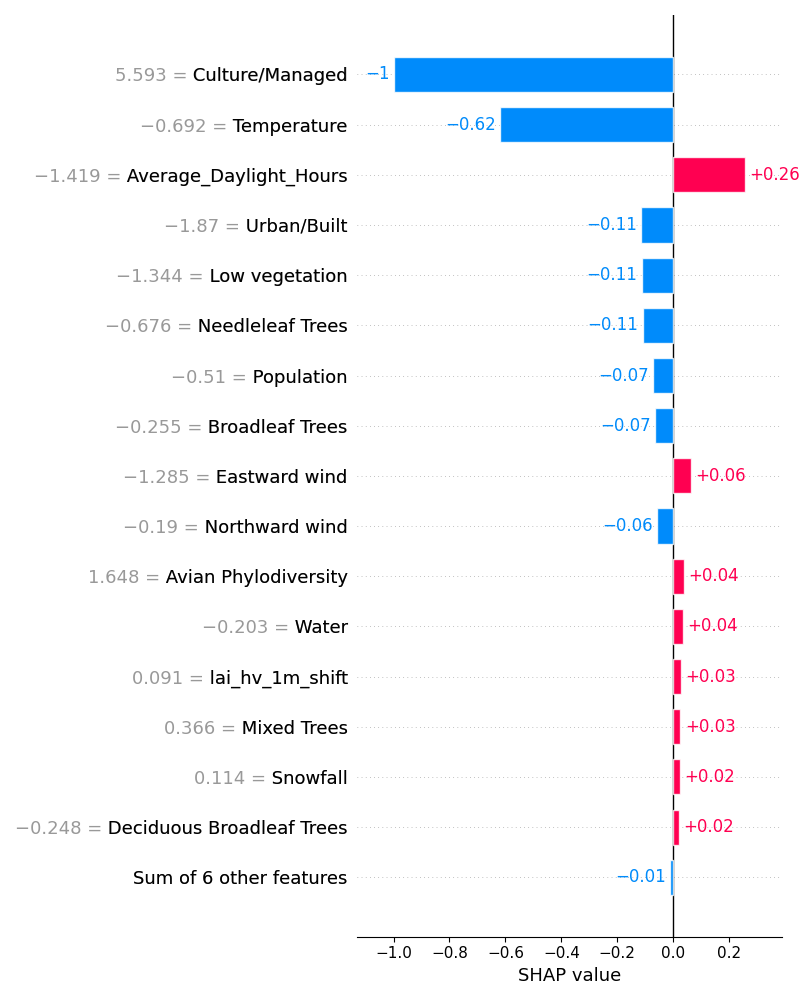 5.593 = Culture/Managed −1
−0.692 = Temperature −0.62
−1.419 = Average_Daylight_Hours +0.26
−1.87 = Urban/Built −0.11
−1.344 = Low vegetation −0.11
−0.676 = Needleleaf Trees −0.11
−0.51 = Population −0.07
−0.255 = Broadleaf Trees −0.07
−1.285 = Eastward wind +0.06
−0.19 = Northward wind −0.06
1.648 = Avian Phylodiversity +0.04
−0.203 = Water +0.04
0.091 = lai_hv_1m_shift +0.03
0.366 = Mixed Trees +0.03
0.114 = Snowfall +0.02
−0.248 = Deciduous Broadleaf Trees +0.02
Sum of 6 other features −0.01
−1.0 −0.8 −0.6 −0.4 −0.2 0.0 0.2
SHAP value